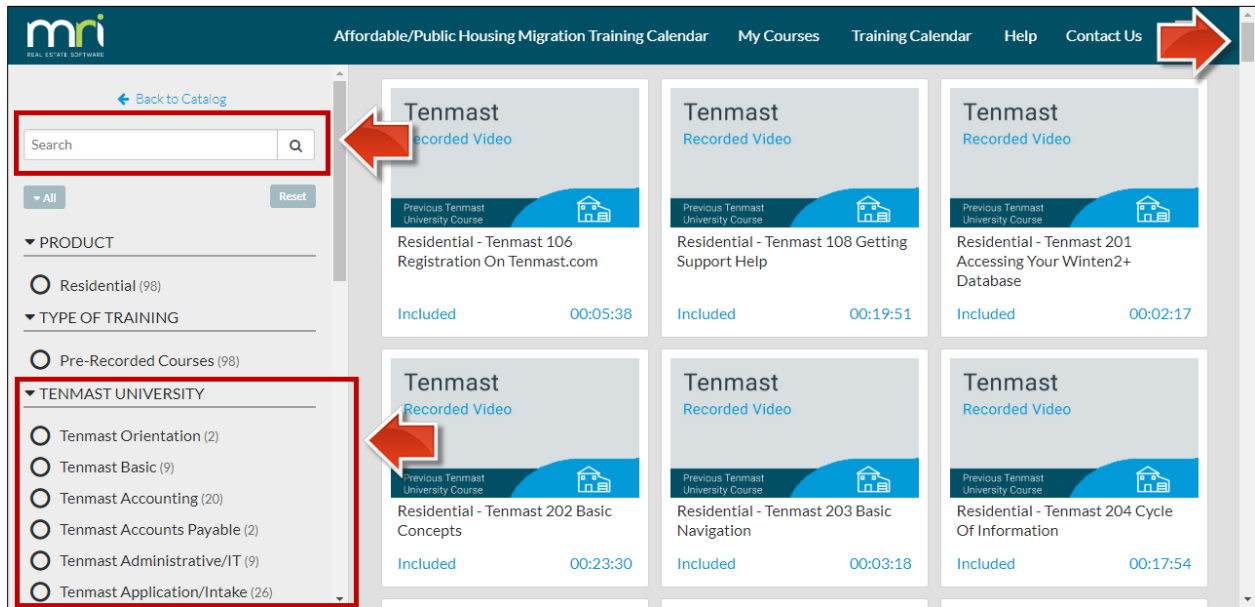 mri
REAL ESTATE SOFTWARE
Affordable/Public Housing Migration Training Calendar My Courses Training Calendar Help Contact Us
Back to Catalog
Search
All
Reset
PRODUCT
Residential (98)
TYPE OF TRAINING
Pre-Recorded Courses (98)
TENMAST UNIVERSITY
Tenmast Orientation (2)
Tenmast Basic (9)
Tenmast Accounting (20)
Tenmast Accounts Payable (2)
Tenmast Administrative/IT (9)
Tenmast Application/Intake (26)
Tenmast
Recorded Video
Previous Tenmast
University Course
Residential - Tenmast 106
Registration On Tenmast.com
Included 00:05:38
Tenmast
Recorded Video
Previous Tenmast
University Course
Residential - Tenmast 108 Getting
Support Help
Included 00:19:51
Tenmast
Recorded Video
Previous Tenmast
University Course
Residential - Tenmast 201
Accessing Your Winten2+
Database
Included 00:02:17
Tenmast
Recorded Video
Previous Tenmast
University Course
Residential - Tenmast 202 Basic
Concepts
Included 00:23:30
Tenmast
Recorded Video
Previous Tenmast
University Course
Residential - Tenmast 203 Basic
Navigation
Included 00:03:18
Tenmast
Recorded Video
Previous Tenmast
University Course
Residential - Tenmast 204 Cycle
Of Information
Included 00:17:54